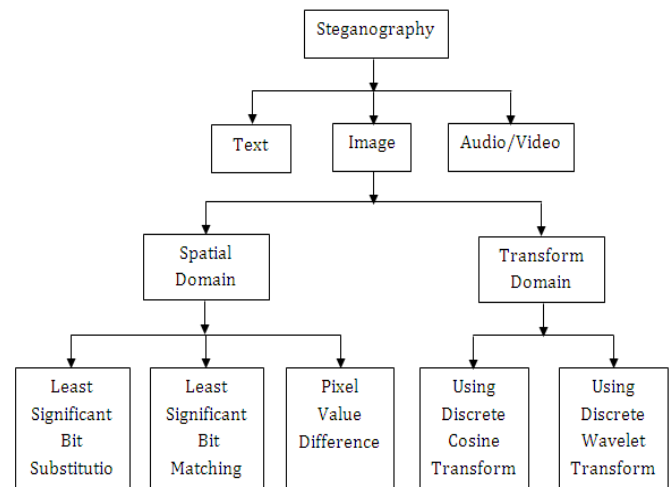 Steganography
Text
Image
Audio/Video
Spatial
Domain
Transform
Domain
Least
Significant
Bit
Substitutio
Least
Significant
Bit
Matching
Pixel
Value
Difference
Using
Discrete
Cosine
Transform
Using
Discrete
Wavelet
Transform